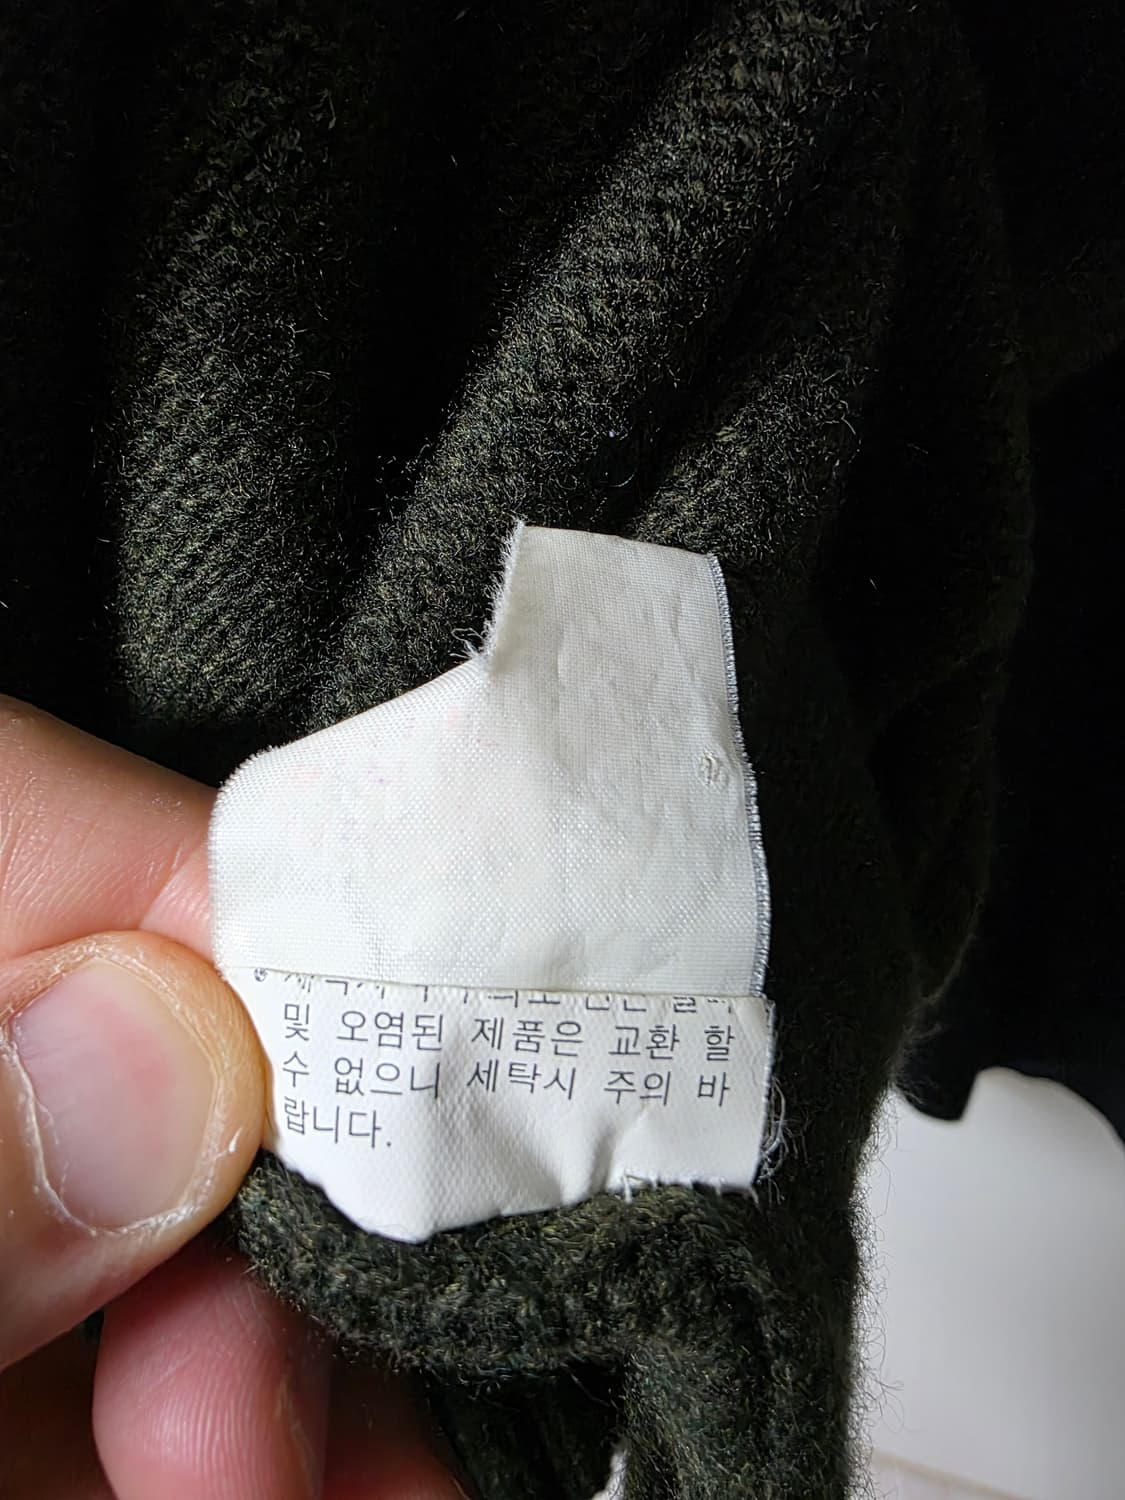 및 오염된 제품은 교환 할
수 없으니 세탁시 주의 바
랍니다.